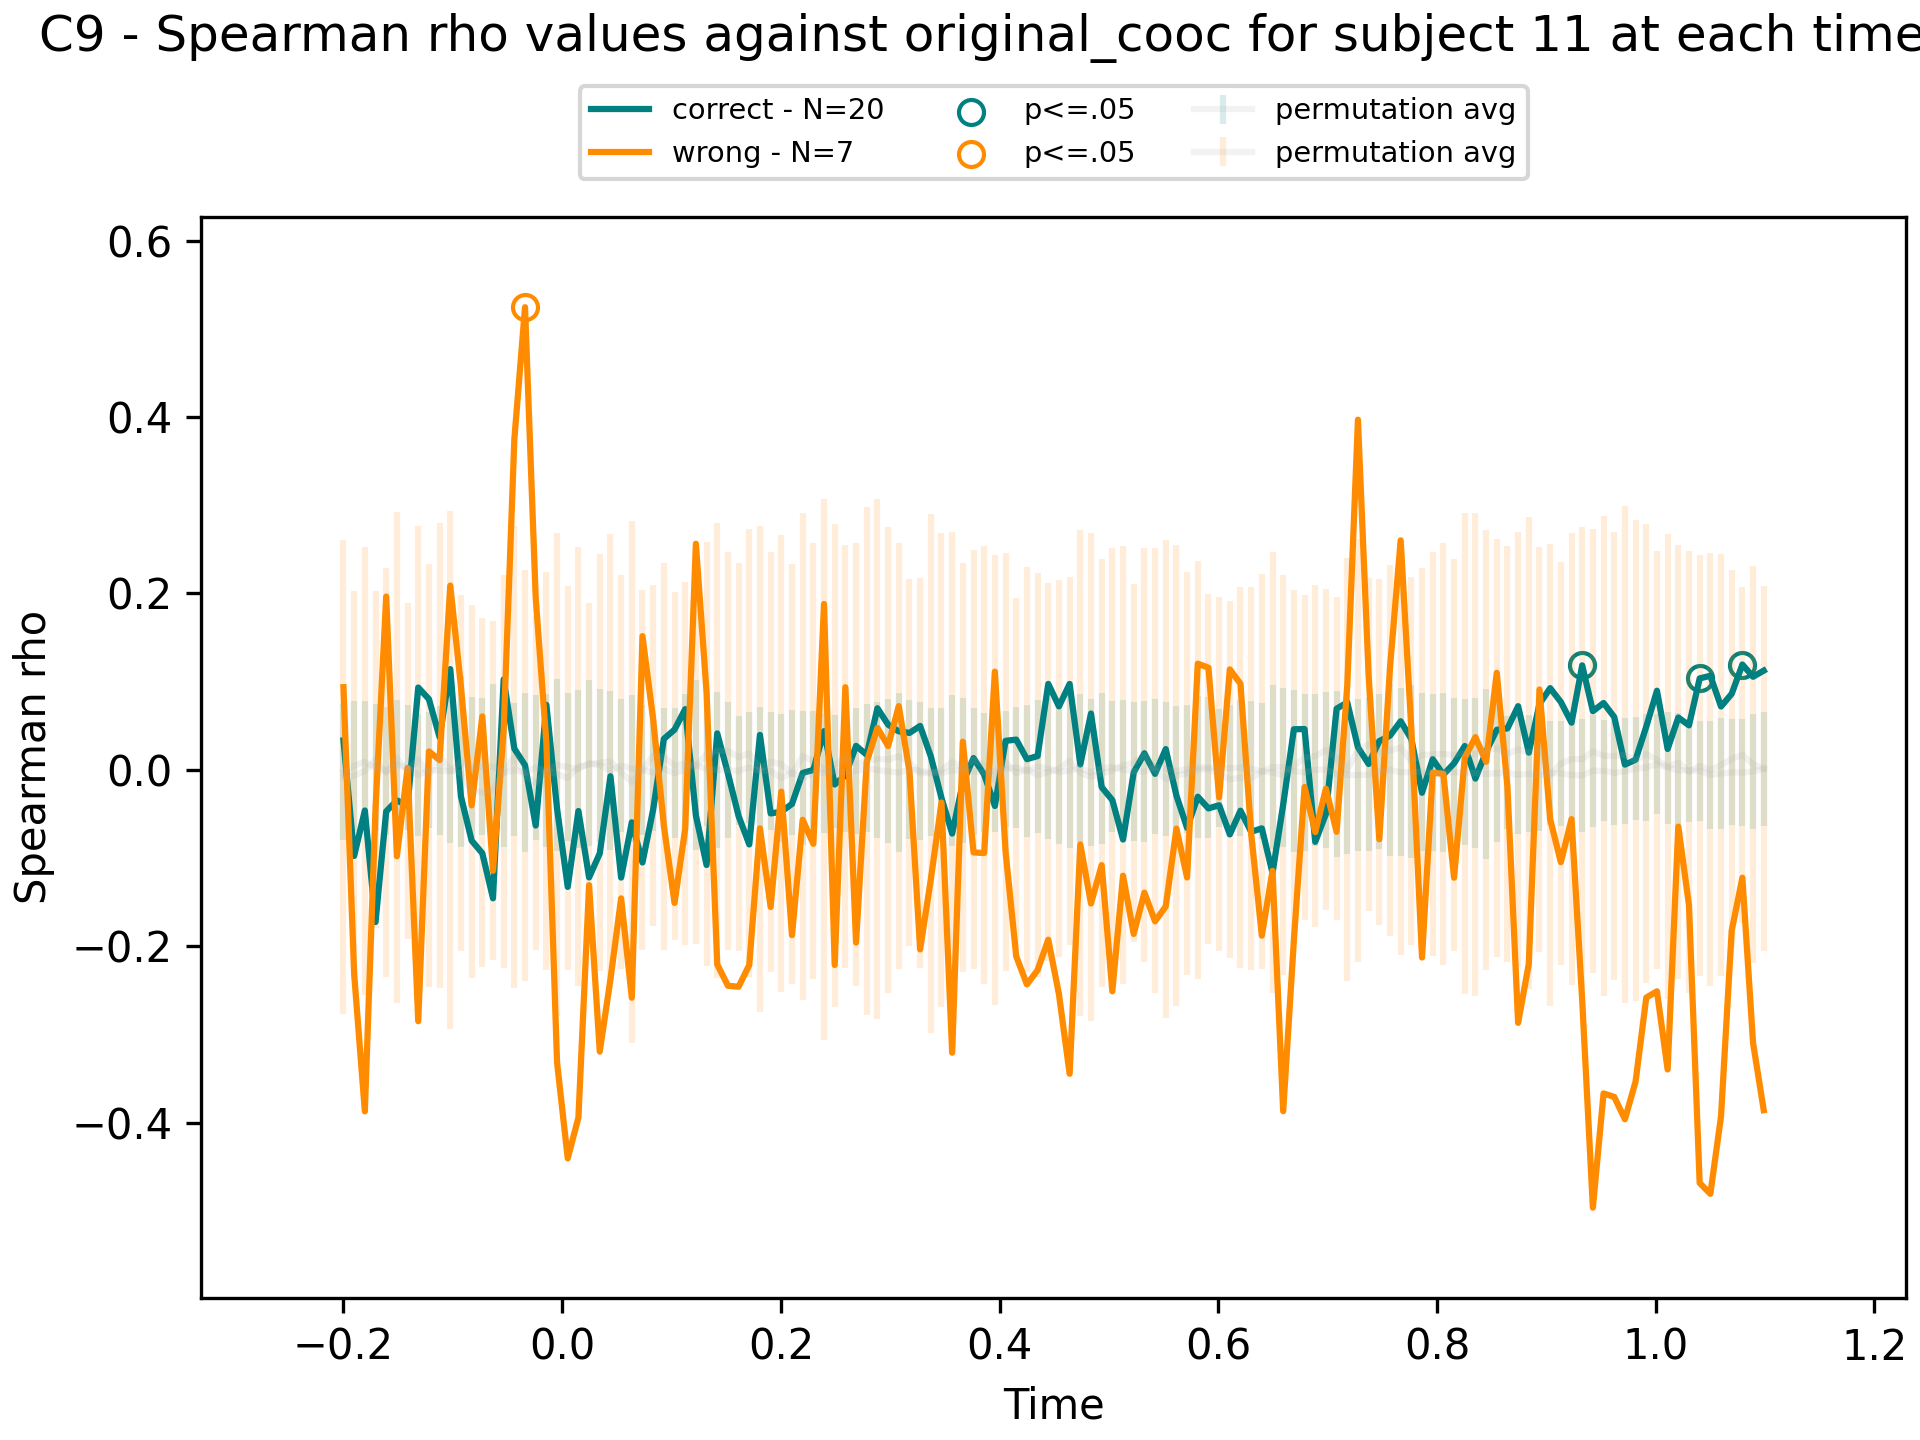 C9 - Spearman rho values against original_cooc for subject 11 at each time
correct - N=20 p<=.05 permutation avg
wrong - N=7 p<=.05 permutation avg
0.6
0.4
0.2
0.0
−0.2
−0.4
Spearman rho
−0.2 0.0 0.2 0.4 0.6 0.8 1.0 1.2
Time